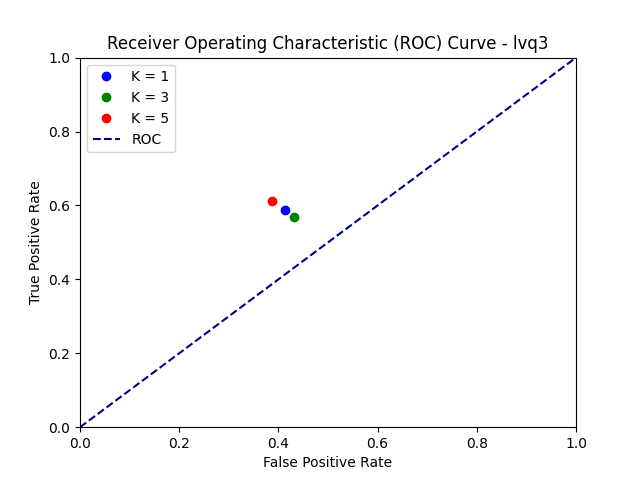 Receiver Operating Characteristic (ROC) Curve - lvq3
K = 1
K = 3
K = 5
ROC
1.0
0.8
0.6
0.4
0.2
0.0
True Positive Rate
0.0 0.2 0.4 0.6 0.8 1.0
False Positive Rate